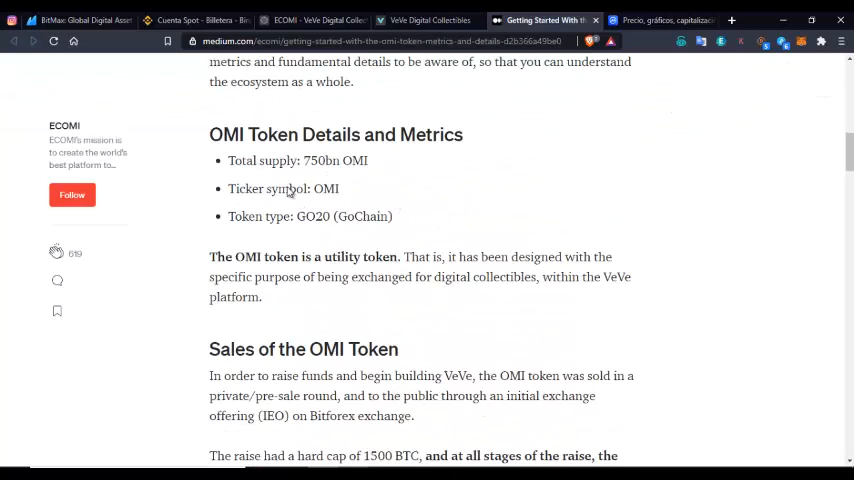 BitMax: Global Digital Asset
Cuenta Spot - Billetera - Bin
ECOMI - VeVe Digital Collec
VeVe Digital Collectibles
Getting Started With th
Precio, gráficos, capitalizaci
medium.com/ecomi/getting-started-with-the-omi-token-metrics-and-details-d2b366a49be0
metrics and fundamental details to be aware of, so that you can understand
the ecosystem as a whole.
ECOMI
ECOMI's mission is
to create the world's
best platform to...
Follow
619
OMI Token Details and Metrics
• Total supply: 750bn OMI
• Ticker symbol: OMI
• Token type: GO20 (GoChain)
The OMI token is a utility token. That is, it has been designed with the
specific purpose of being exchanged for digital collectibles, within the VeVe
platform.
Sales of the OMI Token
In order to raise funds and begin building VeVe, the OMI token was sold in a
private/pre-sale round, and to the public through an initial exchange
offering (IEO) on Bitforex exchange.
The raise had a hard cap of 1500 BTC, and at all stages of the raise, the